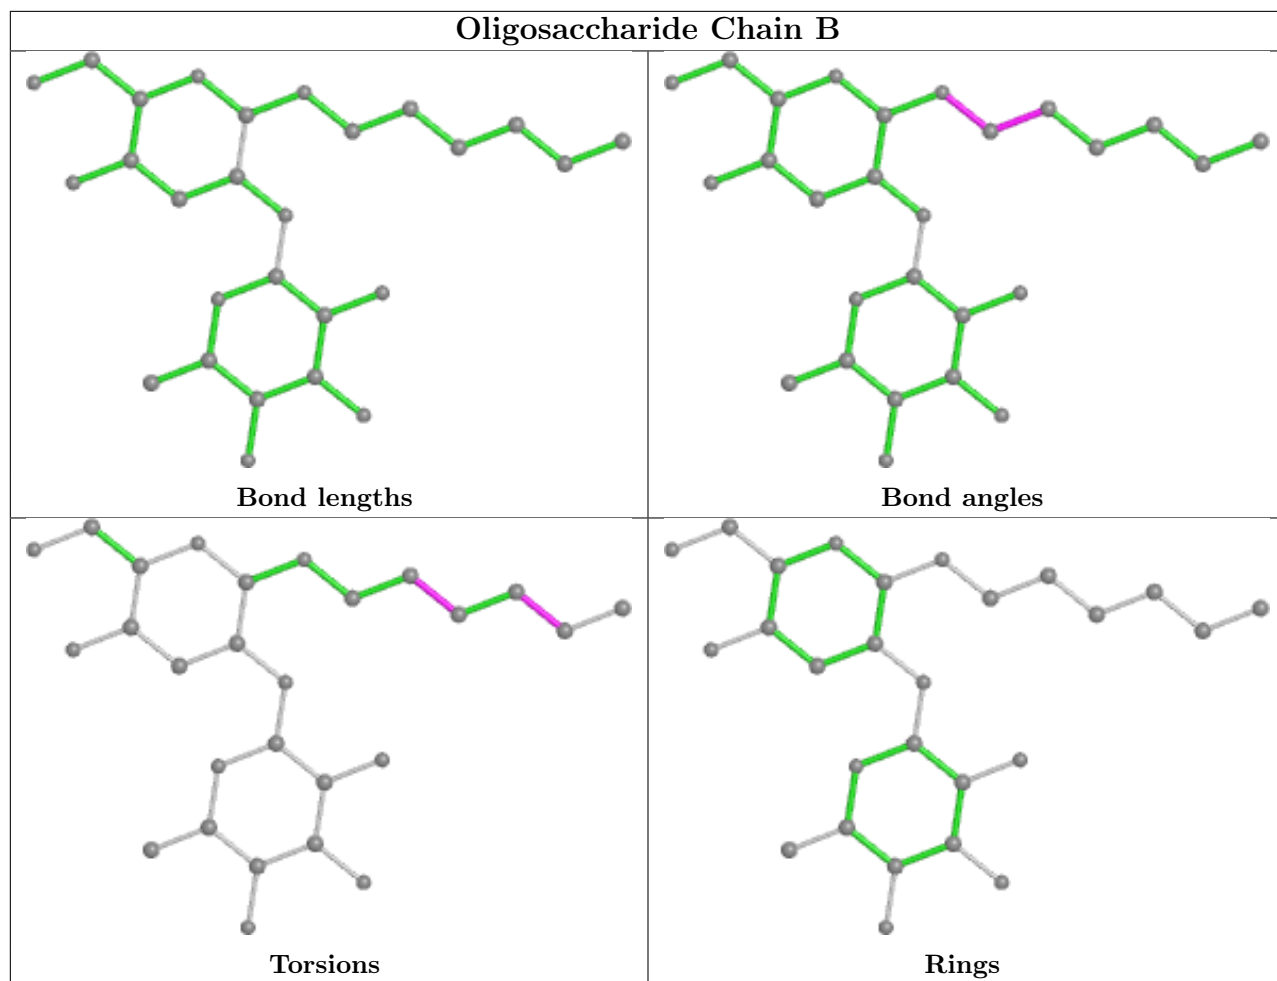 Oligosaccharide Chain B
Bond lengths
Bond angles
Torsions
Rings